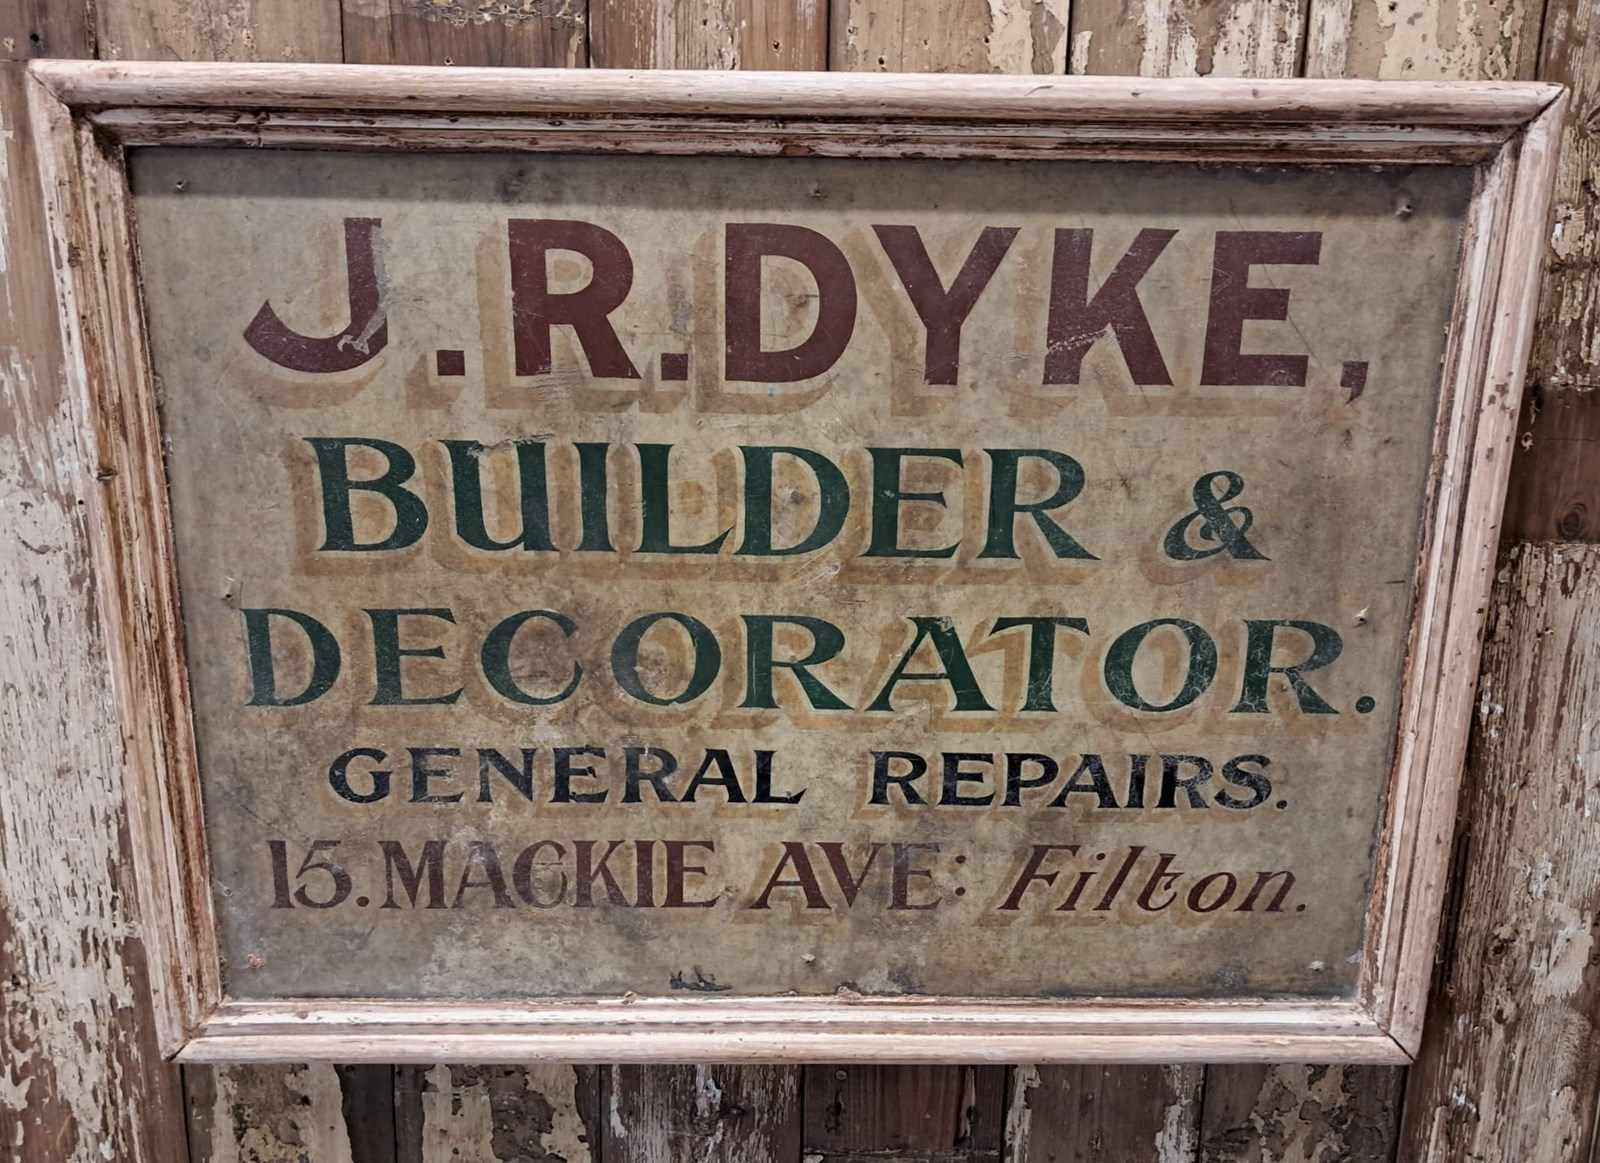 J.R.DYKE,
BUILDER &
DECORATOR.
GENERAL REPAIRS.
15. MACKIE AVE: Filton.